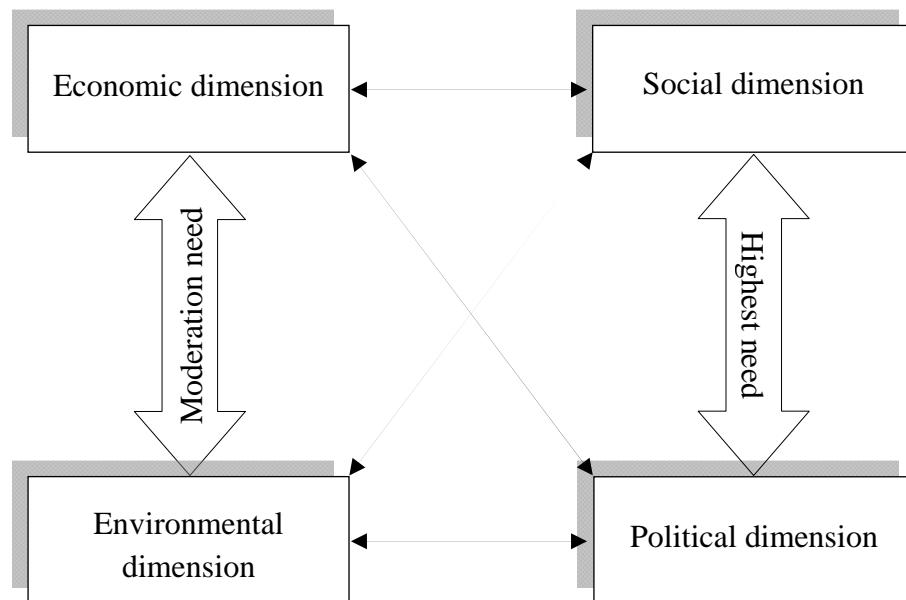 Economic dimension
Social dimension
Moderation need
Highest need
Environmental
dimension
Political dimension